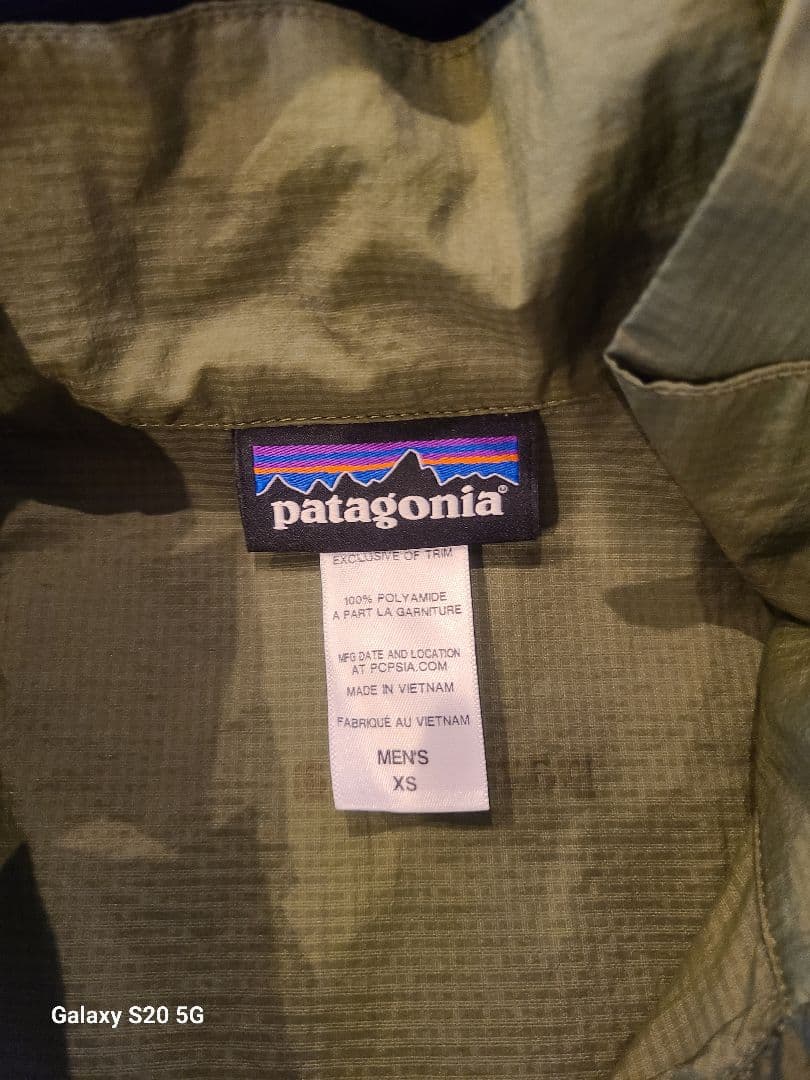 patagonia®
EXCLUSIVE OF TRIM
100% POLYAMIDE
A PART LA GARNITURE
MFG DATE AND LOCATION
AT PCPSIA.COM
MADE IN VIETNAM
FABRIQUÉ AU VIETNAM
MEN'S
XS
Galaxy S20 5G